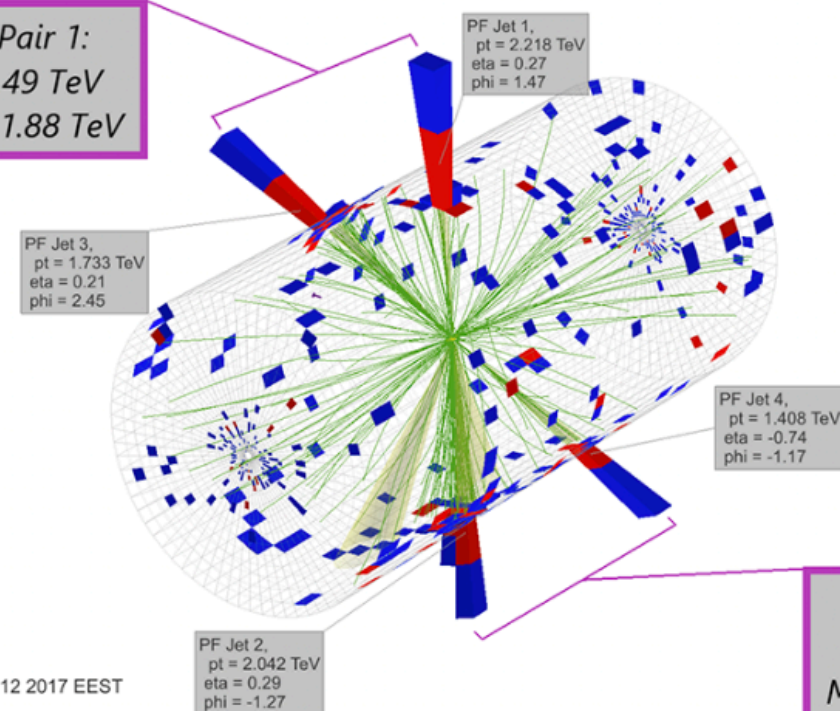 Pair 1:
49 TeV
1.88 TeV
PF Jet 1,
pt = 2.218 TeV
eta = 0.27
phi = 1.47
PF Jet 3,
pt = 1.733 TeV
eta = 0.21
phi = 2.45
PF Jet 4,
pt = 1.408 TeV
eta = -0.74
phi = -1.17
PF Jet 2,
pt = 2.042 TeV
eta = 0.29
phi = -1.27
12 2017 EEST
M